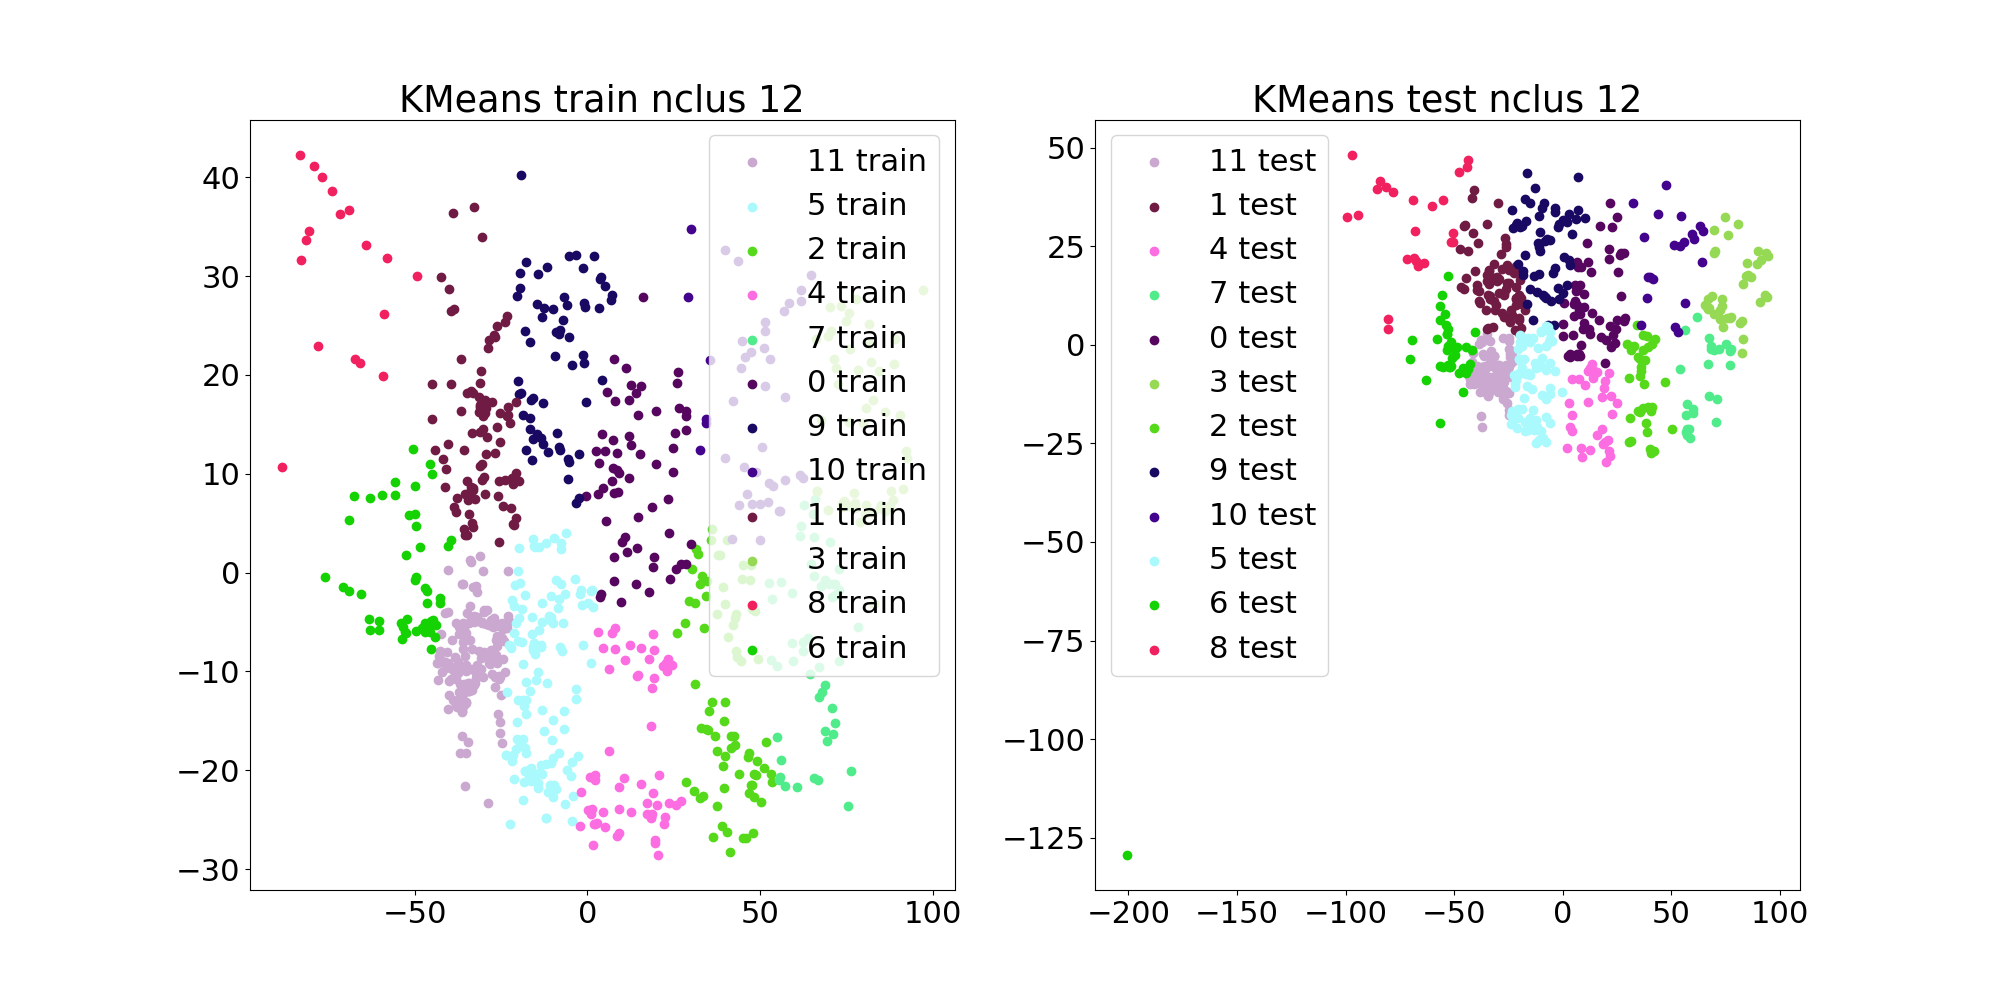 KMeans train nclus 12
40
30
20
10
0
−10
−20
−30
−50
0
50
100
11 train
5 train
2 train
4 train
7 train
0 train
9 train
10 train
1 train
3 train
8 train
6 train
KMeans test nclus 12
50
25
0
−25
−50
−75
−100
−125
−200
−150
−100
−50
0
50
100
11 test
1 test
4 test
7 test
0 test
3 test
2 test
9 test
10 test
5 test
6 test
8 test